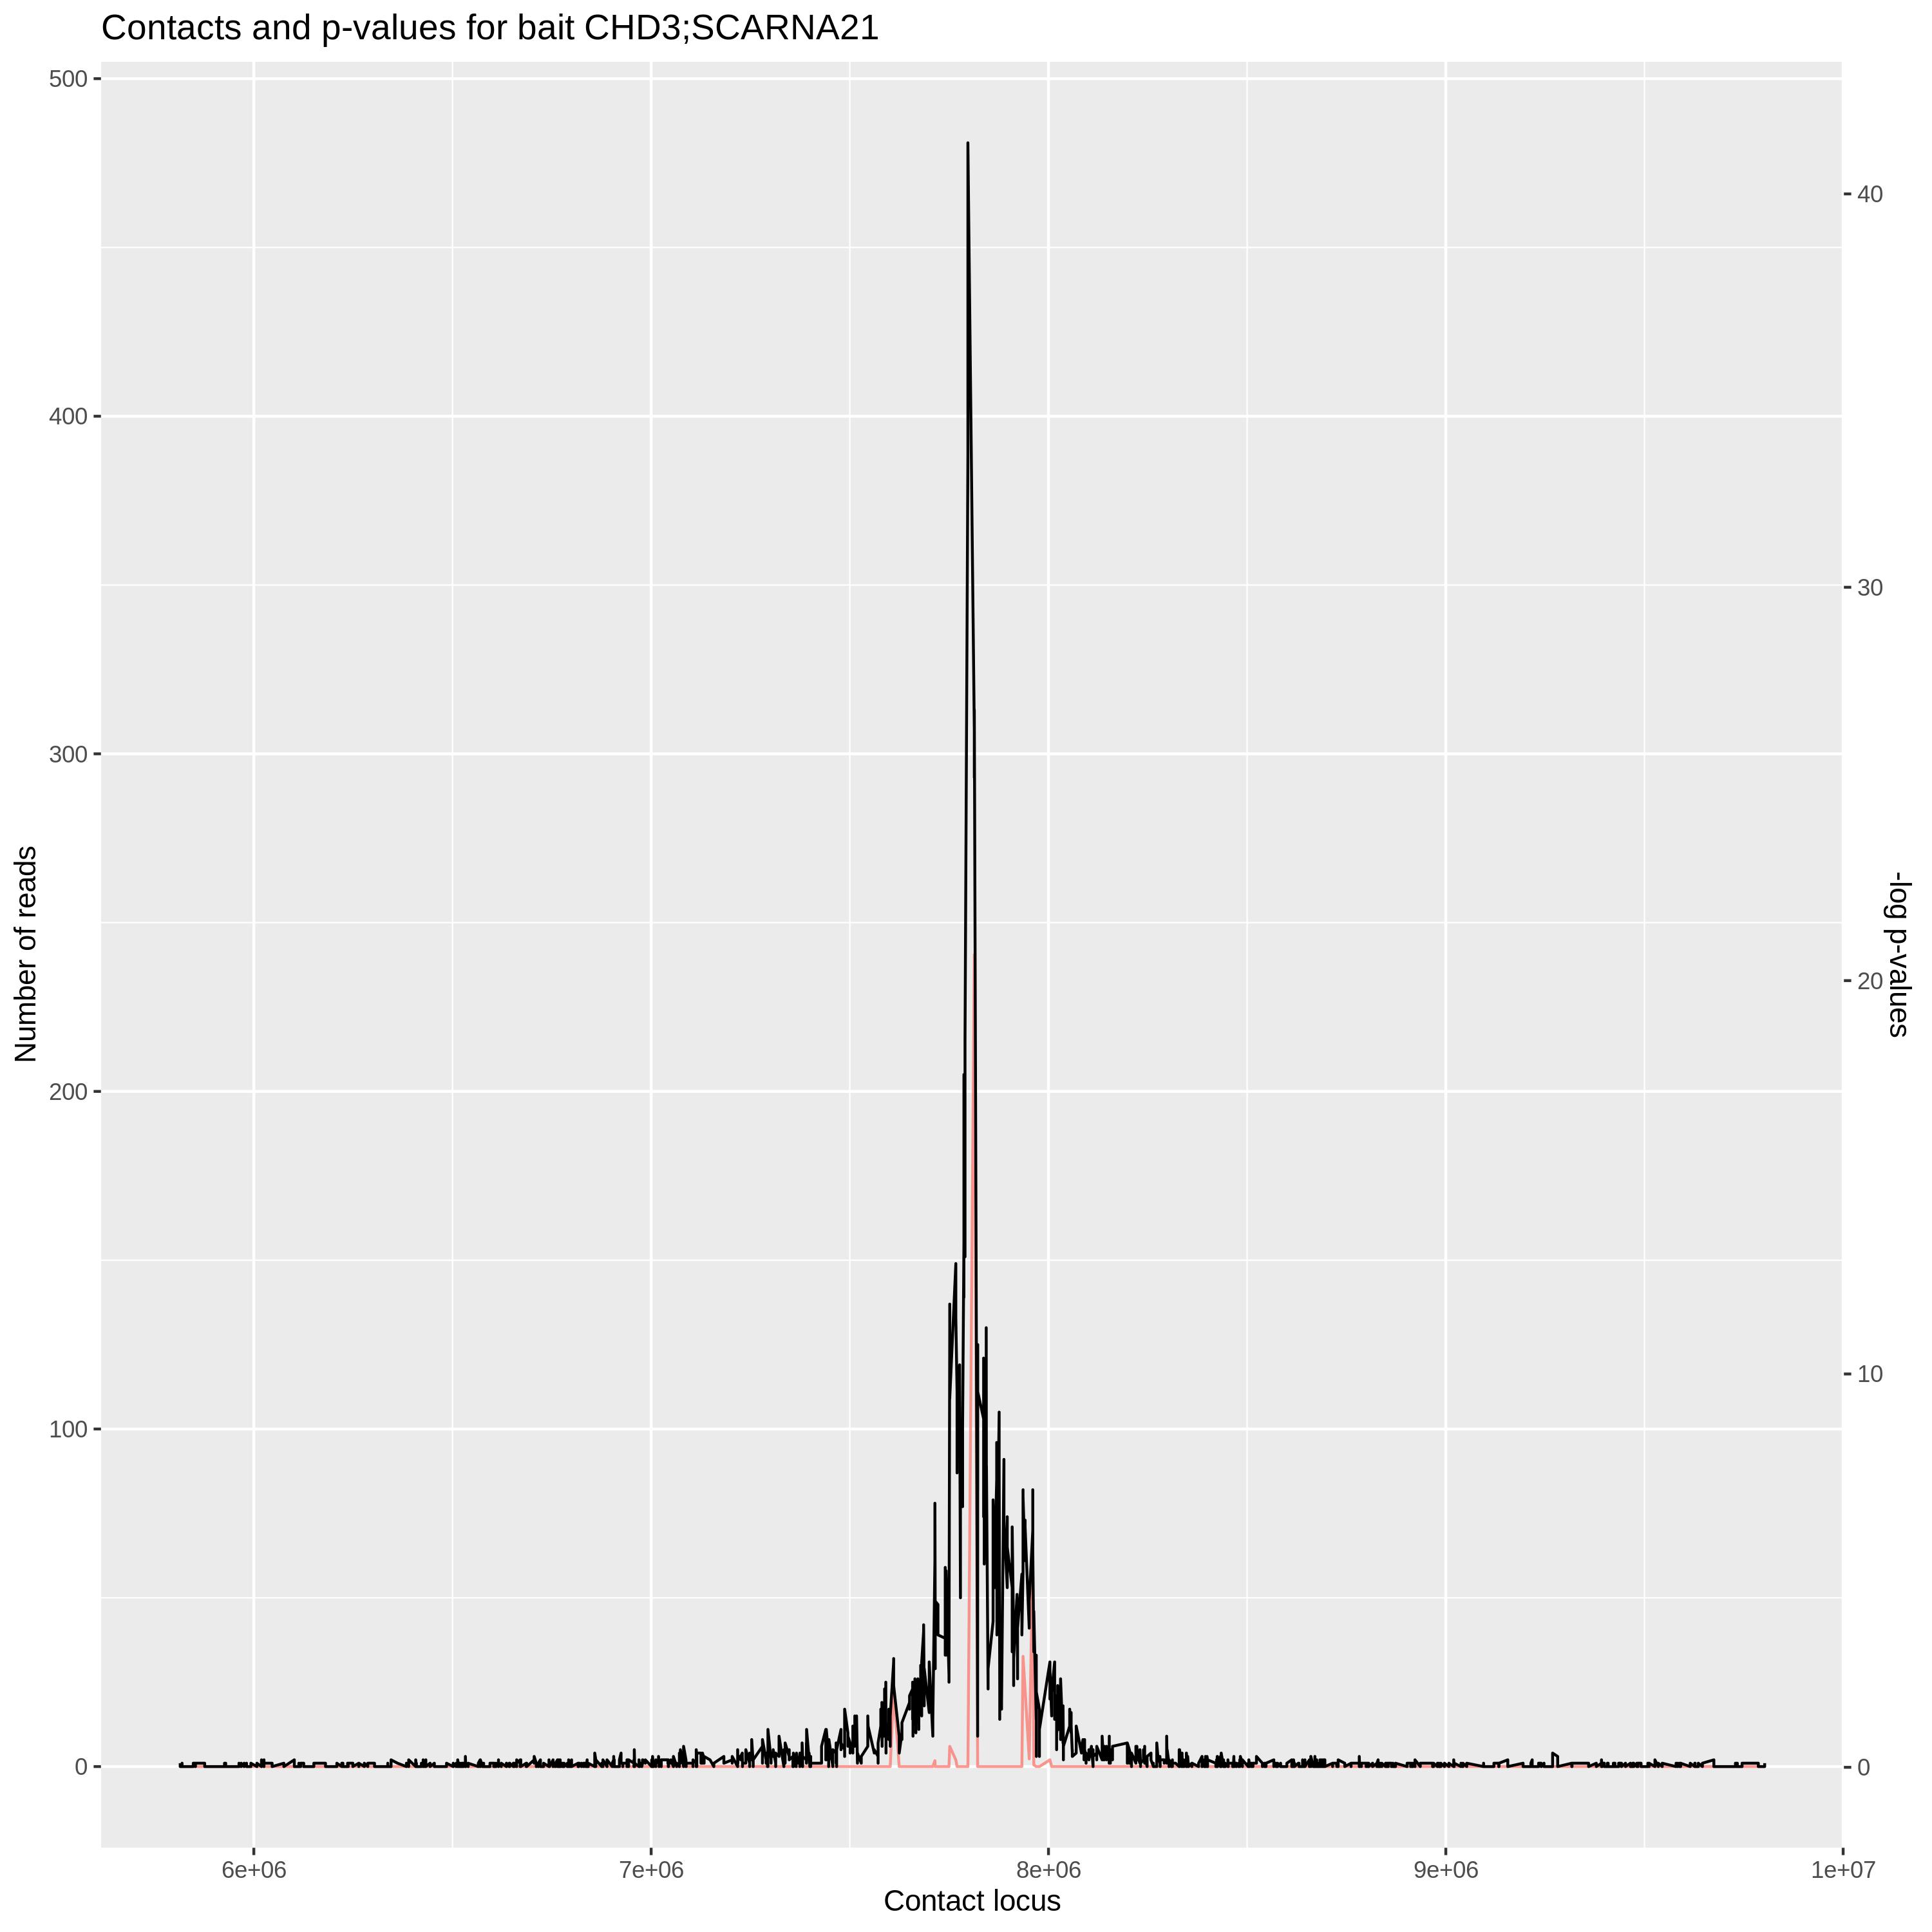 Contacts and p-values for bait CHD3;SCARNA21
500
400
300
200
100
0
Number of reads
40
30
20
10
0
-log p-values
6e+06 7e+06 8e+06 9e+06 1e+07
Contact locus